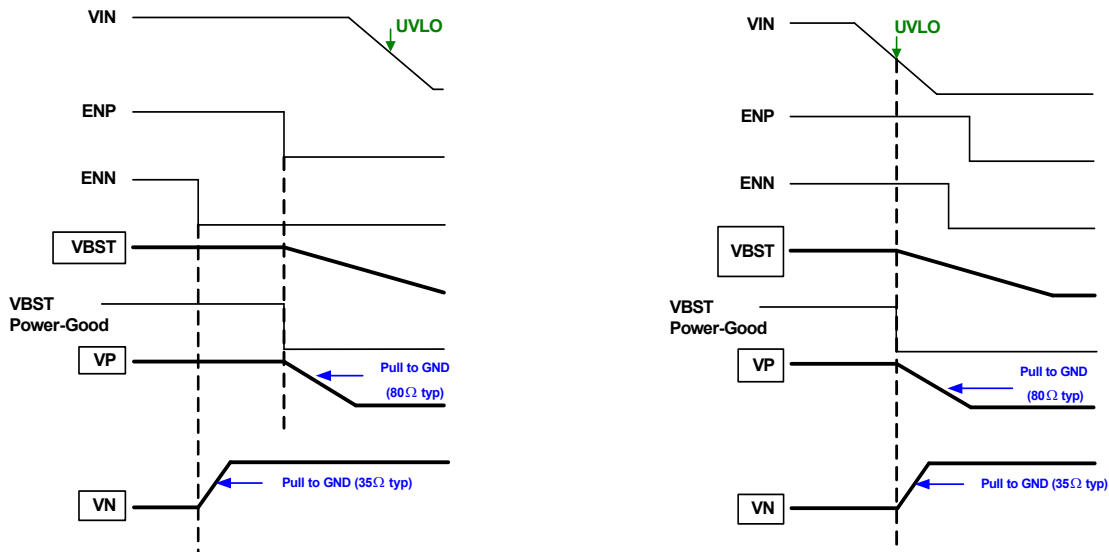 VIN
UVLO
ENP
ENN
VBST
VBST
Power-Good
VP
Pull to GND
(80Ω typ)
VN
Pull to GND (35Ω typ)
VIN
UVLO
ENP
ENN
VBST
VBST
Power-Good
VP
Pull to GND
(80Ω typ)
VN
Pull to GND (35Ω typ)